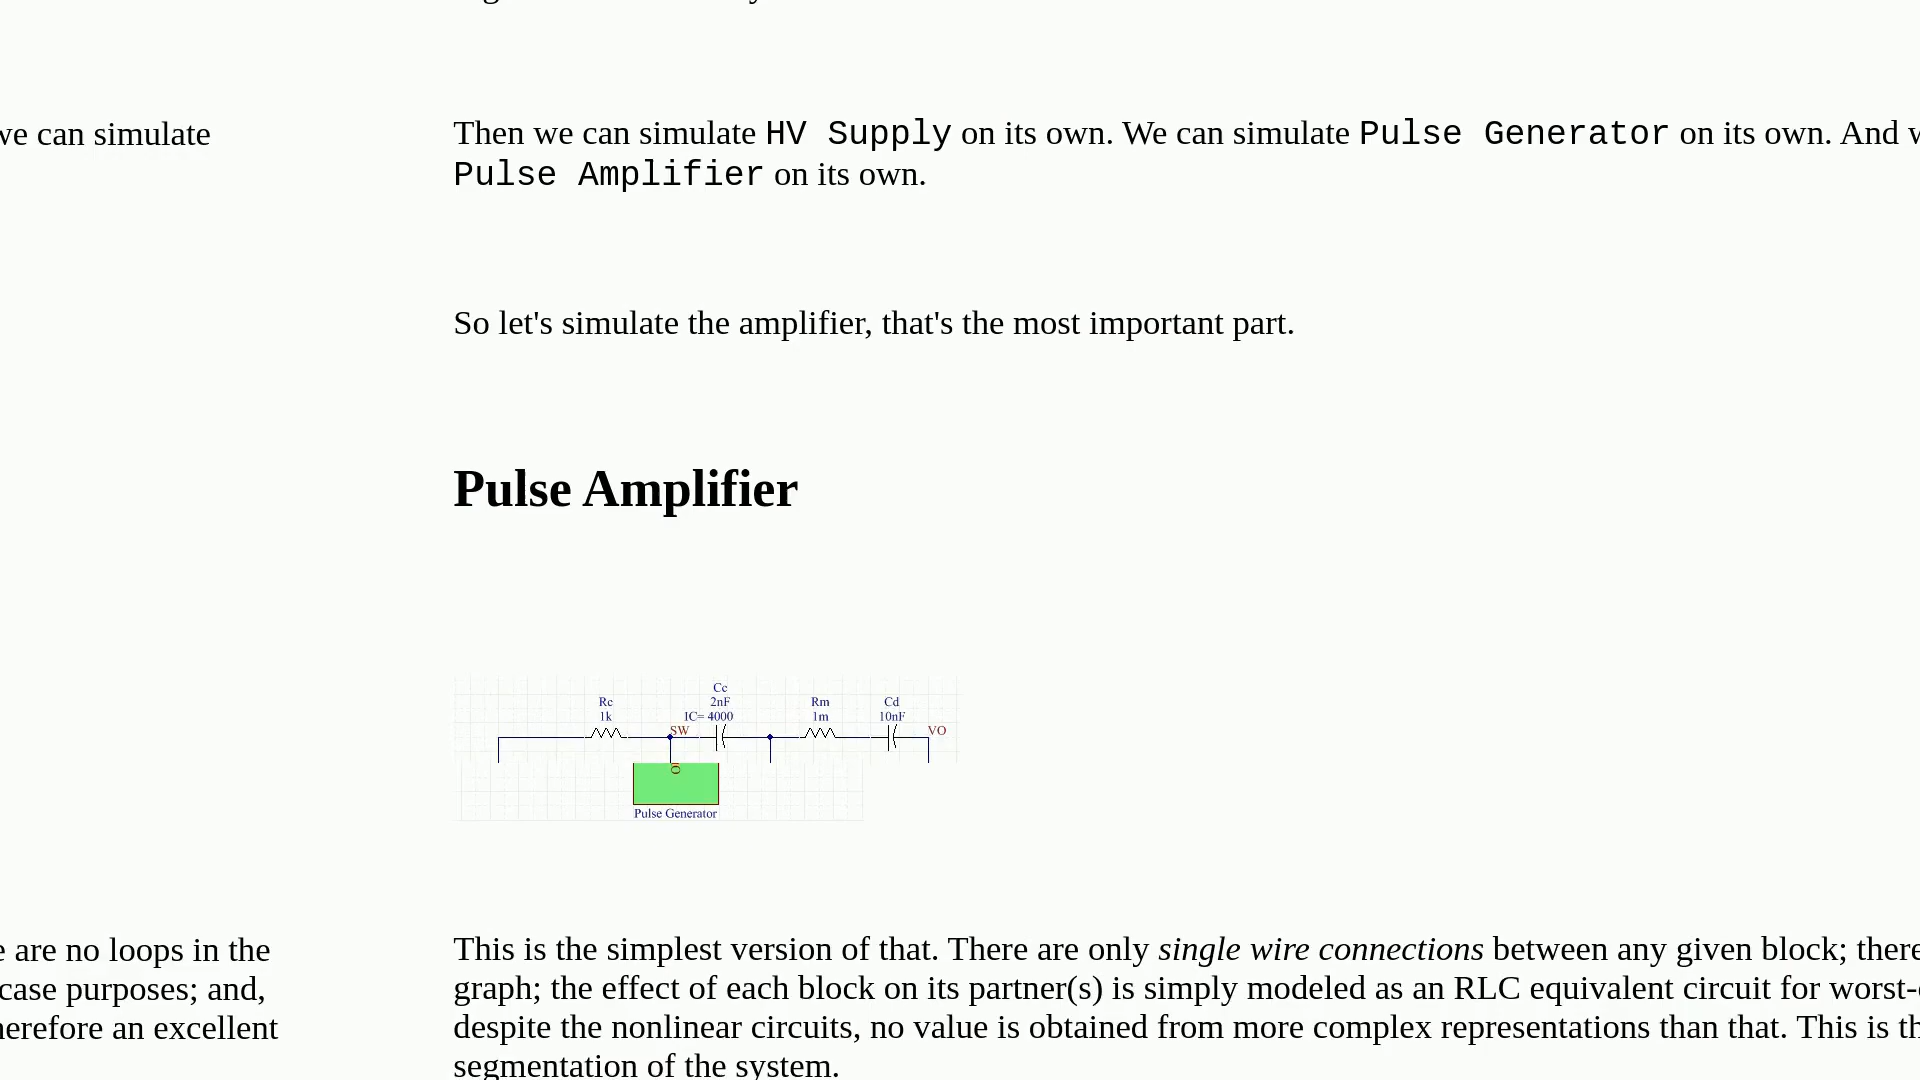 we can simulate
Then we can simulate HV Supply on its own. We can simulate Pulse Generator on its own. And
Pulse Amplifier on its own.
So let's simulate the amplifier, that's the most important part.
Pulse Amplifier
Cc
Rc 2nF Rm Cd
1k IC= 4000 1m 10nF
SW VO
IO
Pulse Generator
are no loops in the
case purposes; and,
therefore an excellent
This is the simplest version of that. There are only single wire connections between any given block; there
graph; the effect of each block on its partner(s) is simply modeled as an RLC equivalent circuit for worst-
despite the nonlinear circuits, no value is obtained from more complex representations than that. This is
segmentation of the system.